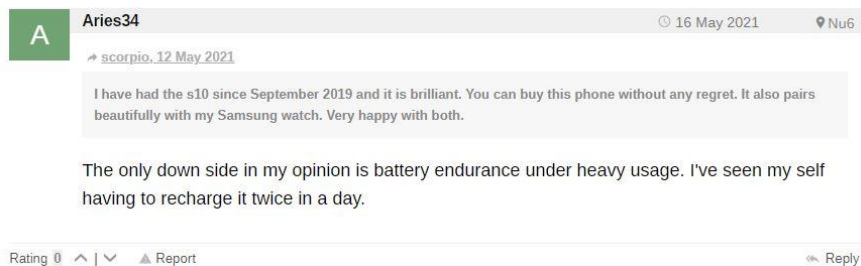 A
Aries34
16 May 2021
Nu6
scorpio, 12 May 2021
I have had the s10 since September 2019 and it is brilliant. You can buy this phone without any regret. It also pairs
beautifully with my Samsung watch. Very happy with both.
The only down side in my opinion is battery endurance under heavy usage. I've seen my self
having to recharge it twice in a day.
Rating 0 | Report
Reply